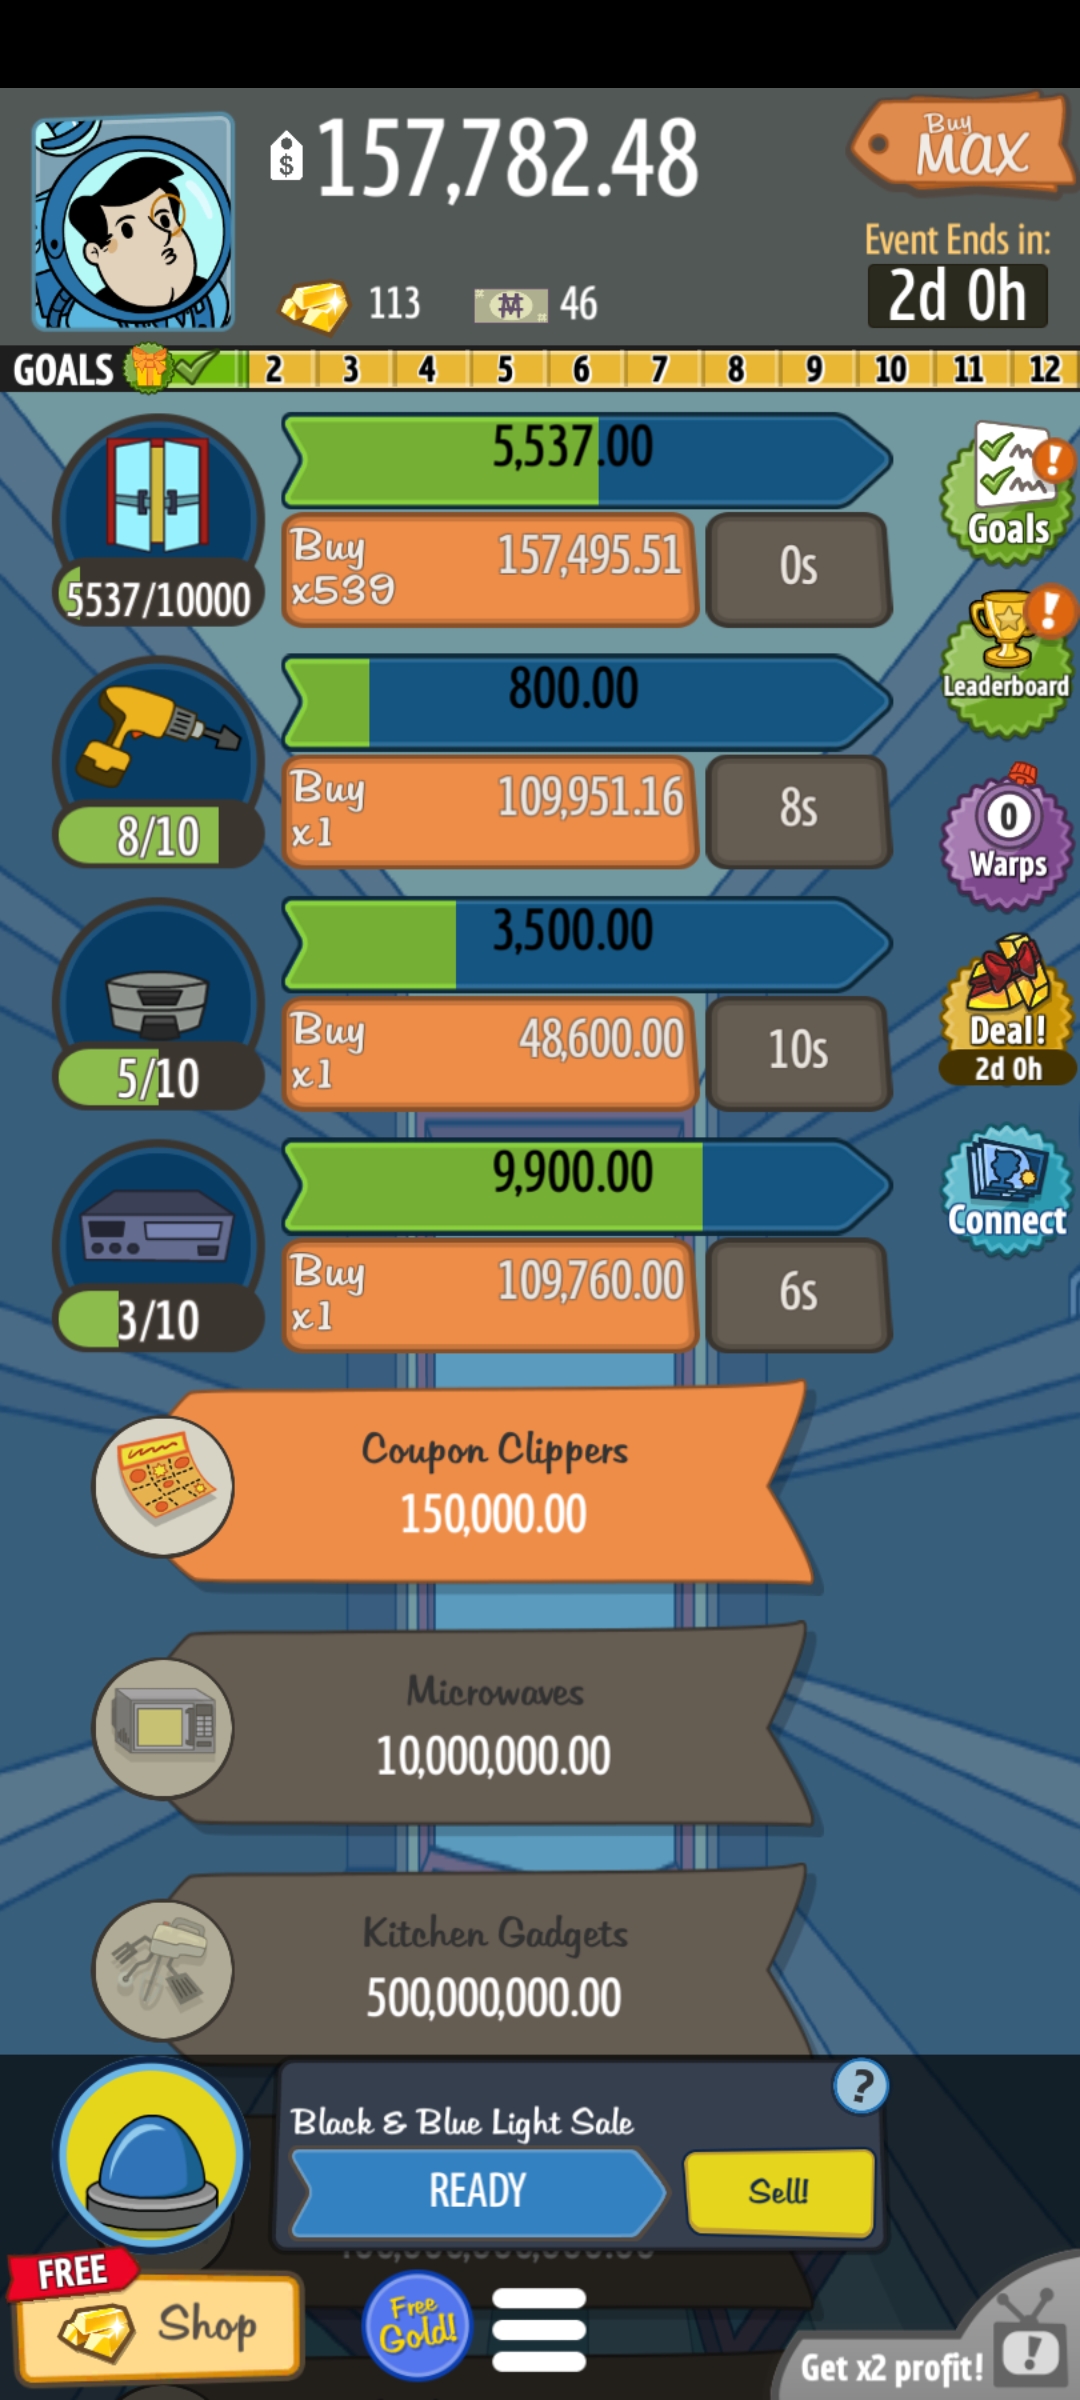 $ 157,782.48
Buy
MAX
Event Ends in:
2d 0h
113
46
GOALS 2 3 4 5 6 7 8 9 10 11 12
5,537.00
Buy 157,495.51
x539
0s
5537/10000
! Goals
! Leaderboard
800.00
Buy 109,951.16
x1
8s
8/10
0
Warps
3,500.00
Buy 48,600.00
x1
10s
5/10
Deal!
2d 0h
9,900.00
Buy 109,760.00
x1
6s
3/10
Connect
Coupon Clippers
150,000.00
Microwaves
10,000,000.00
Kitchen Gadgets
500,000,000.00
?
Black & Blue Light Sale
READY
Sell!
FREE
Shop
Free
Gold!
!
Get x2 profit!